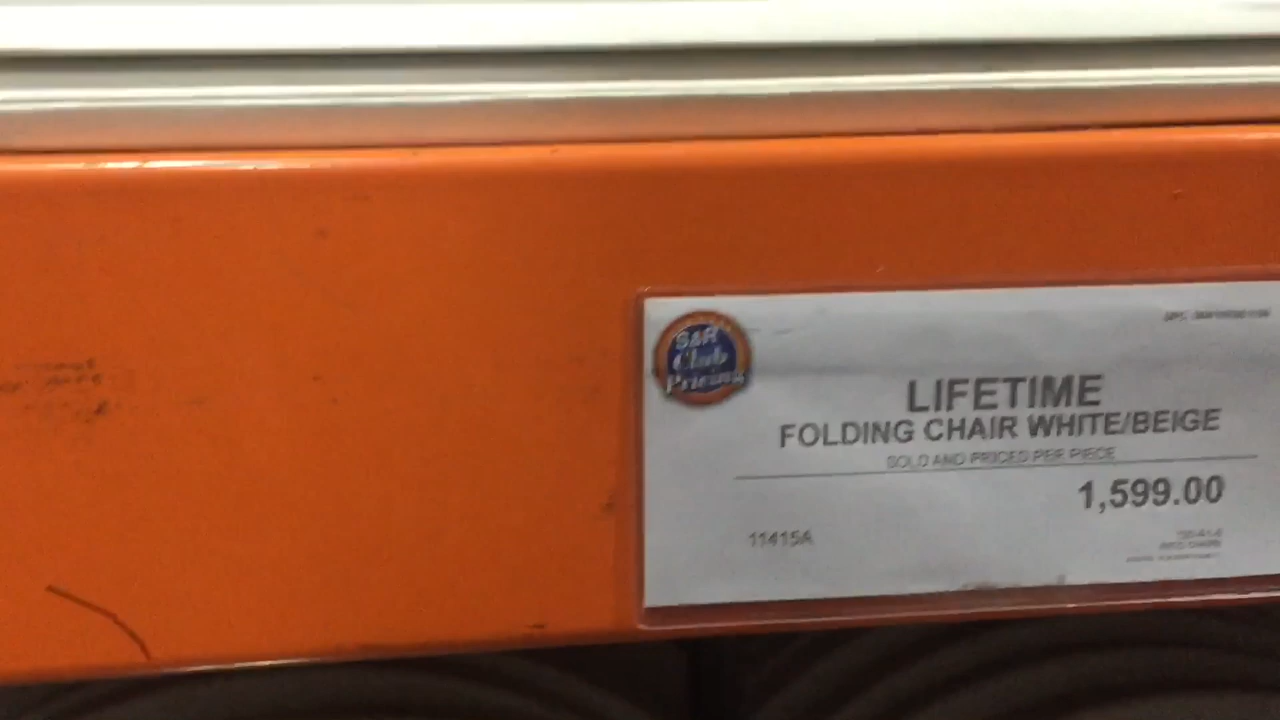 S&R
Club
Pricing
LIFETIME
FOLDING CHAIR WHITE/BEIGE
SOLD AND PRICED PER PIECE
1,599.00
11415A